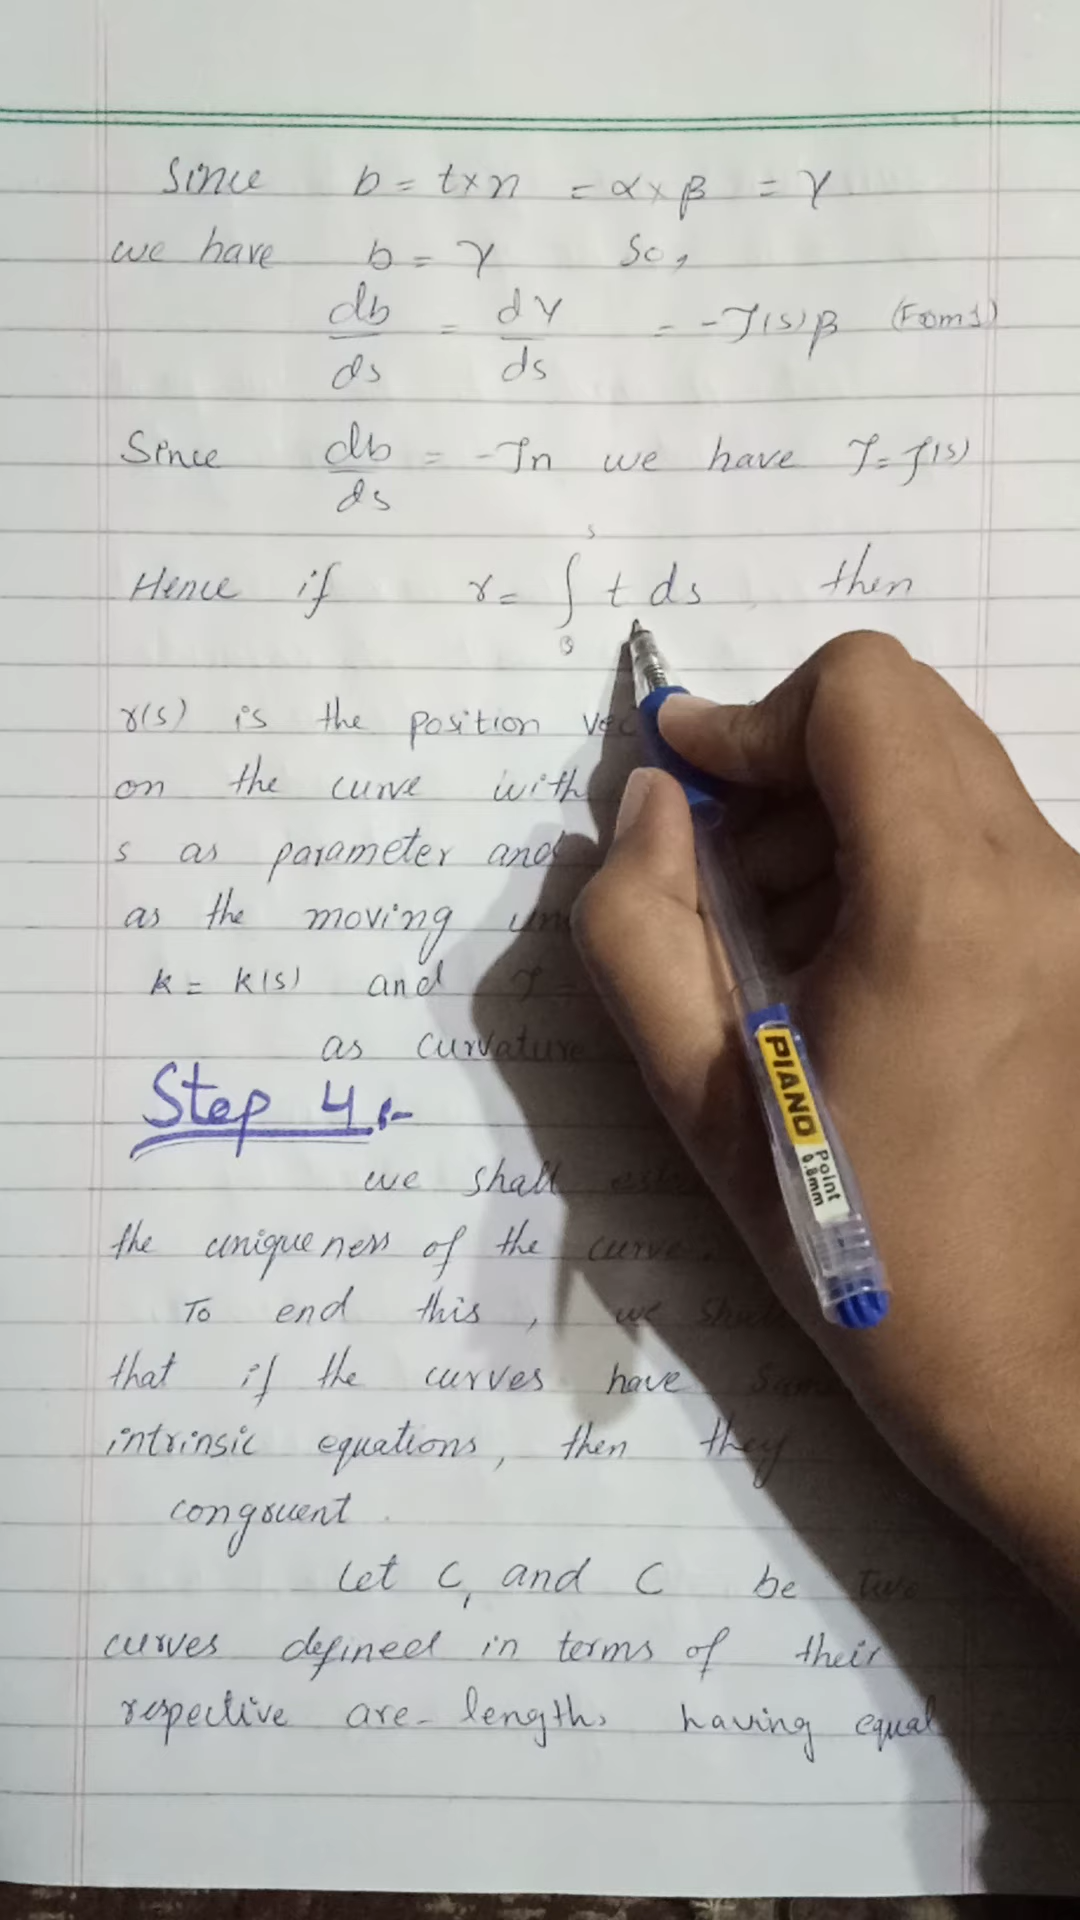 Since b = t×n = α×β = γ
we have b = γ So,
db/ds = dγ/ds = -τ(s)β (From 1)
Since db/ds = -τn we have τ = τ(s)
Hence if r = ∫₀ˢ t ds then
r(s) is the position
on the curve with
s as parameter and
as the moving
k = k(s) and τ =
as curvature
Step 4:-
we shall
the uniqueness of the curve.
To end this, we
that if the curves have same
intrinsic equations, then they
congruent.
Let C₁ and C be two
curves defined in terms of their
respective arc-lengths having equal
PIANO
Point
0.8mm